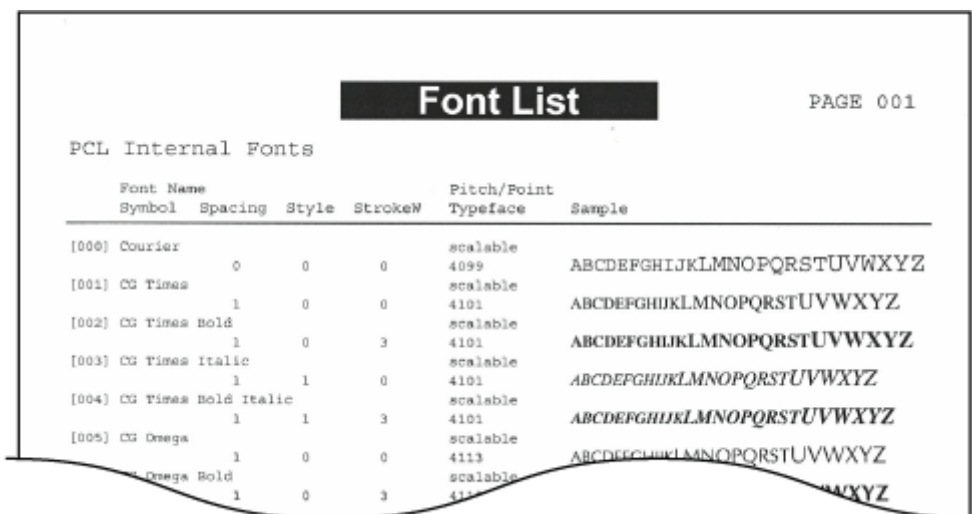 Font List
PAGE 001
PCL Internal Fonts
Font Name Pitch/Point
Symbol Spacing Style StrokeW Typeface Sample
[000] Courier scalable
0 0 0 4099 ABCDEFGHIJKLMNOPQRSTUVWXYZ
[001] CG Times scalable
1 0 0 4101 ABCDEFGHIJKLMNOPQRSTUVWXYZ
[002] CG Times Bold scalable
1 0 3 4101 ABCDEFGHIJKLMNOPQRSTUVWXYZ
[003] CG Times Italic scalable
1 1 0 4101 ABCDEFGHIJKLMNOPQRSTUVWXYZ
[004] CG Times Bold Italic scalable
1 1 3 4101 ABCDEFGHIJKLMNOPQRSTUVWXYZ
[005] CG Omega scalable
1 0 0 4113 ABCDEFGHIJKLMNOPQRSTUVWXYZ
Omega Bold scalable
1 0 3 WXYZ